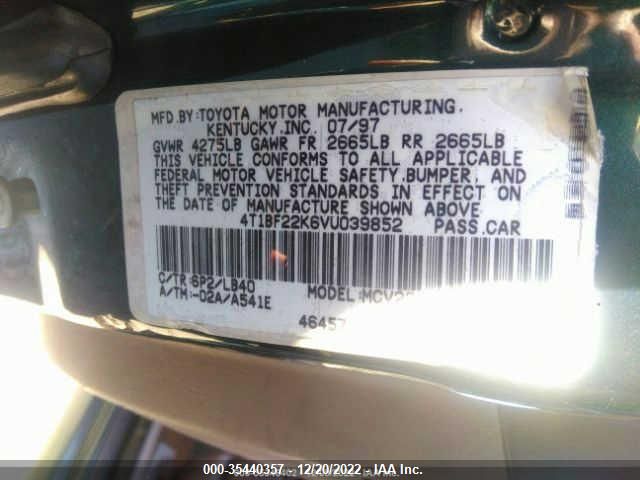 MFD.BY:TOYOTA MOTOR MANUFACTURING.
KENTUCKY.INC. 07/97
GVWR 4275LB GAWR FR 2665LB RR 2665LB
THIS VEHICLE CONFORMS TO ALL APPLICABLE
FEDERAL MOTOR VEHICLE SAFETY.BUMPER, AND
THEFT PREVENTION STANDARDS IN EFFECT ON
THE DATE OF MANUFACTURE SHOWN ABOVE
4T1BF22K6VU039852 PASS.CAR
C/TR:6P2/LB40
A/TM:-02A/A541E
MODEL:
000-35440357 - 12/20/2022 - IAA Inc.